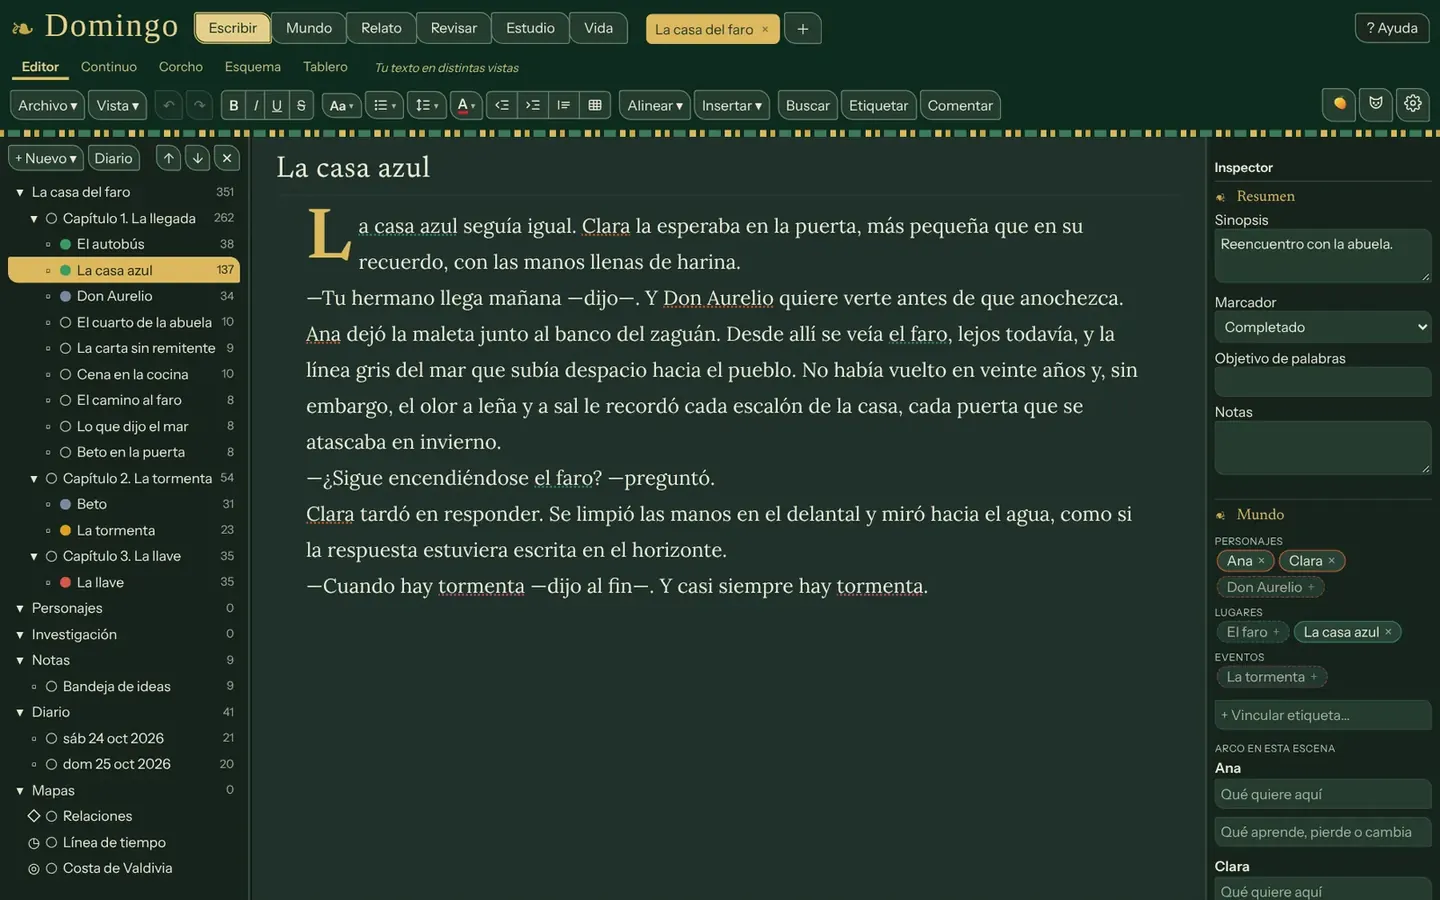 Domingo
Escribir
Mundo
Relato
Revisar
Estudio
Vida
La casa del faro ×
+
? Ayuda
Editor
Continuo
Corcho
Esquema
Tablero
Tu texto en distintas vistas
Archivo ▾
Vista ▾
B
I
U
S
Aa
A
Alinear ▾
Insertar ▾
Buscar
Etiquetar
Comentar
+ Nuevo ▾
Diario
La casa del faro 351
Capítulo 1. La llegada 262
El autobús 38
La casa azul 137
Don Aurelio 34
El cuarto de la abuela 10
La carta sin remitente 9
Cena en la cocina 10
El camino al faro 8
Lo que dijo el mar 8
Beto en la puerta 8
Capítulo 2. La tormenta 54
Beto 31
La tormenta 23
Capítulo 3. La llave 35
La llave 35
Personajes 0
Investigación 0
Notas 9
Bandeja de ideas 9
Diario 41
sáb 24 oct 2026 21
dom 25 oct 2026 20
Mapas 0
Relaciones
Línea de tiempo
Costa de Valdivia
La casa azul
La casa azul seguía igual. Clara la esperaba en la puerta, más pequeña que en su
recuerdo, con las manos llenas de harina.
—Tu hermano llega mañana —dijo—. Y Don Aurelio quiere verte antes de que anochezca.
Ana dejó la maleta junto al banco del zaguán. Desde allí se veía el faro, lejos todavía, y la
línea gris del mar que subía despacio hacia el pueblo. No había vuelto en veinte años y, sin
embargo, el olor a leña y a sal le recordó cada escalón de la casa, cada puerta que se
atascaba en invierno.
—¿Sigue encendiéndose el faro? —preguntó.
Clara tardó en responder. Se limpió las manos en el delantal y miró hacia el agua, como si
la respuesta estuviera escrita en el horizonte.
—Cuando hay tormenta —dijo al fin—. Y casi siempre hay tormenta.
Inspector
Resumen
Sinopsis
Reencuentro con la abuela.
Marcador
Completado
Objetivo de palabras
Notas
Mundo
PERSONAJES
Ana × Clara ×
Don Aurelio +
LUGARES
El faro + La casa azul ×
EVENTOS
La tormenta +
+ Vincular etiqueta...
ARCO EN ESTA ESCENA
Ana
Qué quiere aquí
Qué aprende, pierde o cambia
Clara
Qué quiere aquí